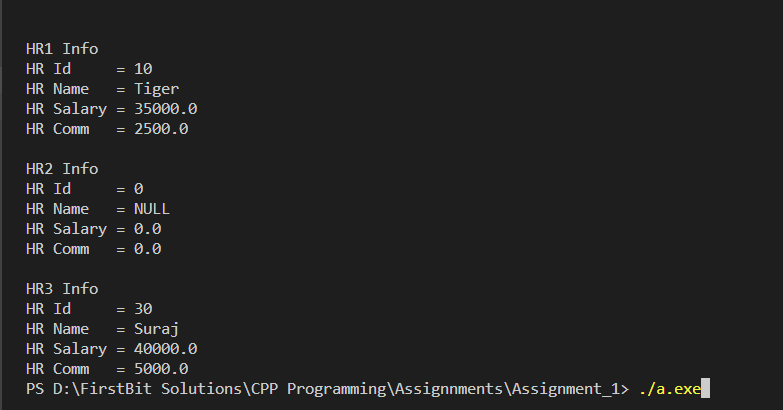 HR1 Info
HR Id     = 10
HR Name   = Tiger
HR Salary = 35000.0
HR Comm   = 2500.0
HR2 Info
HR Id     = 0
HR Name   = NULL
HR Salary = 0.0
HR Comm   = 0.0
HR3 Info
HR Id     = 30
HR Name   = Suraj
HR Salary = 40000.0
HR Comm   = 5000.0
PS D:\FirstBit Solutions\CPP Programming\Assignnments\Assignment_1> ./a.exe